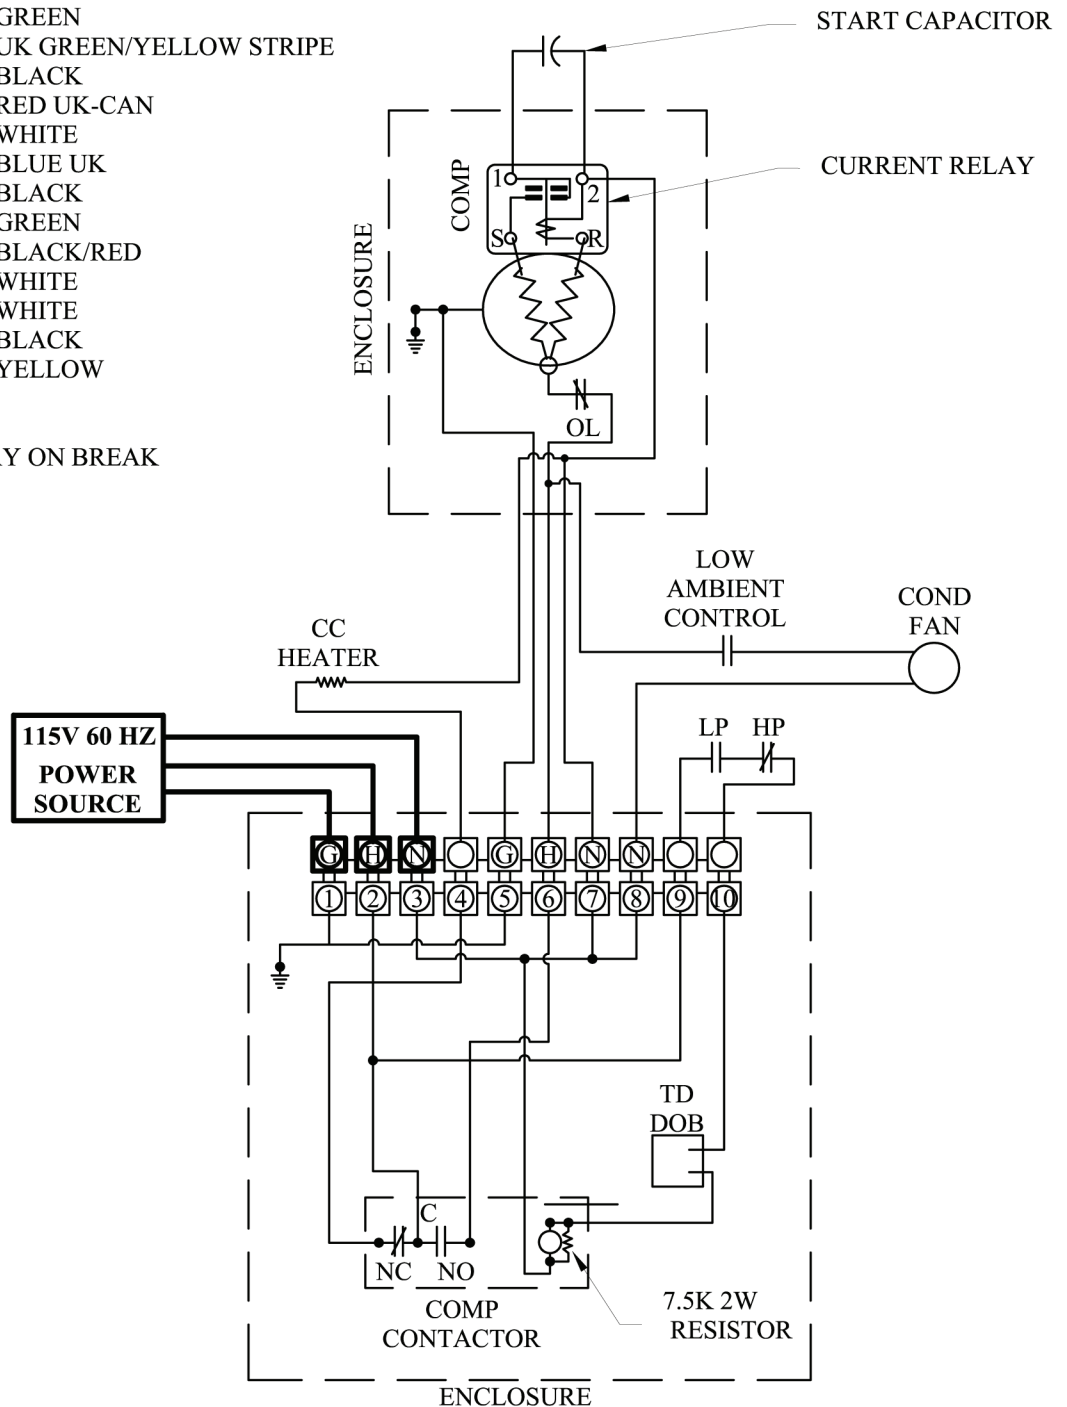 GREEN
UK GREEN/YELLOW STRIPE
BLACK
RED UK-CAN
WHITE
BLUE UK
BLACK
GREEN
BLACK/RED
WHITE
WHITE
BLACK
YELLOW
ON BREAK
START CAPACITOR
CURRENT RELAY
COMP
ENCLOSURE
1
2
S
R
OL
LOW
AMBIENT
CONTROL
COND
FAN
CC
HEATER
LP HP
115V 60 HZ
POWER
SOURCE
G H N G H N N
1 2 3 4 5 6 7 8 9 10
TD
DOB
C
NC NO
COMP
CONTACTOR
7.5K 2W
RESISTOR
ENCLOSURE